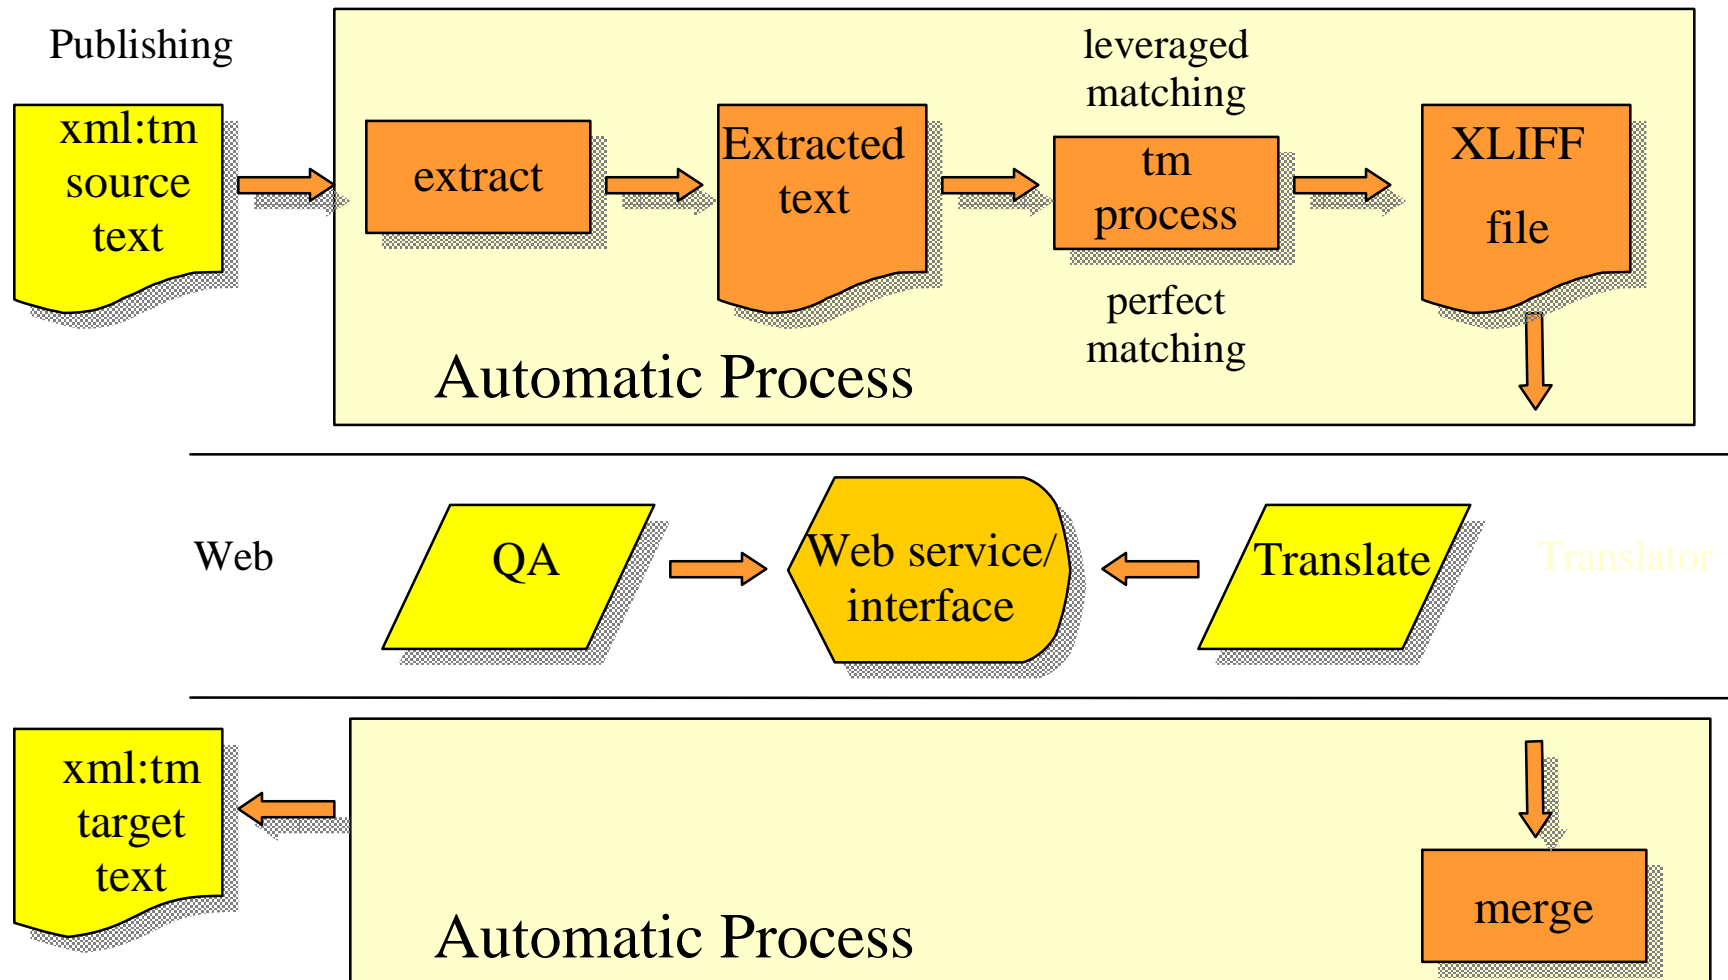 Publishing
xml:tm
source
text
extract
Extracted
text
leveraged
matching
tm
process
perfect
matching
XLIFF
file
Automatic Process
Web
QA
Web service/
interface
Translate
Translator
xml:tm
target
text
merge
Automatic Process